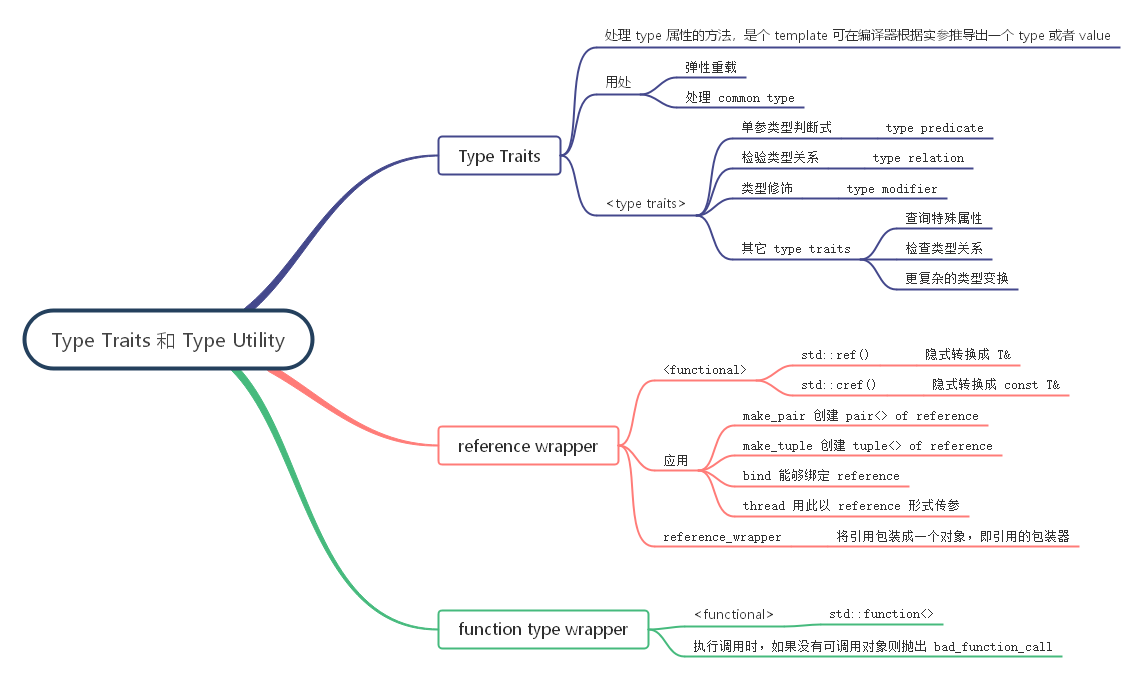 Type Traits 和 Type Utility
Type Traits
处理 type 属性的方法，是个 template 可在编译器根据实参推导出一个 type 或者 value
用处
弹性重载
处理 common type
<type traits>
单参类型判断式 type predicate
检验类型关系 type relation
类型修饰 type modifier
其它 type traits
查询特殊属性
检查类型关系
更复杂的类型变换
reference wrapper
<functional>
std::ref() 隐式转换成 T&
std::cref() 隐式转换成 const T&
应用
make_pair 创建 pair<> of reference
make_tuple 创建 tuple<> of reference
bind 能够绑定 reference
thread 用此以 reference 形式传参
reference_wrapper 将引用包装成一个对象，即引用的包装器
function type wrapper
<functional> std::function<>
执行调用时，如果没有可调用对象则抛出 bad_function_call